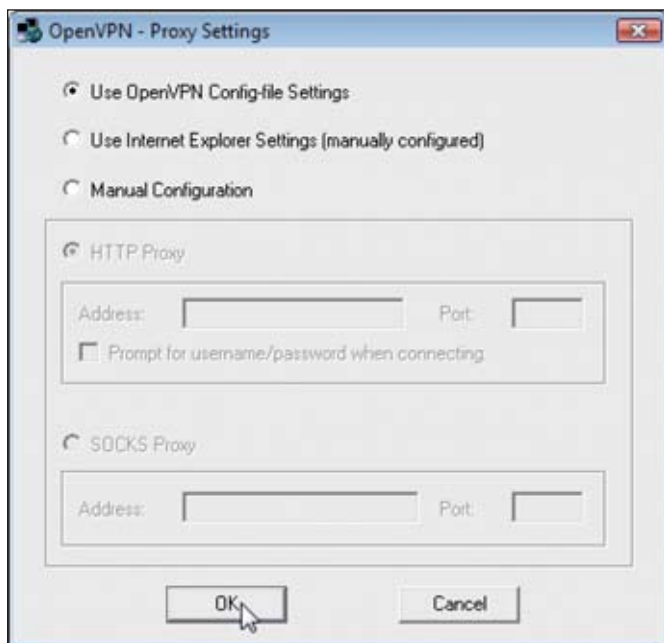 OpenVPN - Proxy Settings
Use OpenVPN Config-file Settings
Use Internet Explorer Settings (manually configured)
Manual Configuration
HTTP Proxy
Address: Port:
Prompt for username/password when connecting
SOCKS Proxy
Address: Port:
OK Cancel